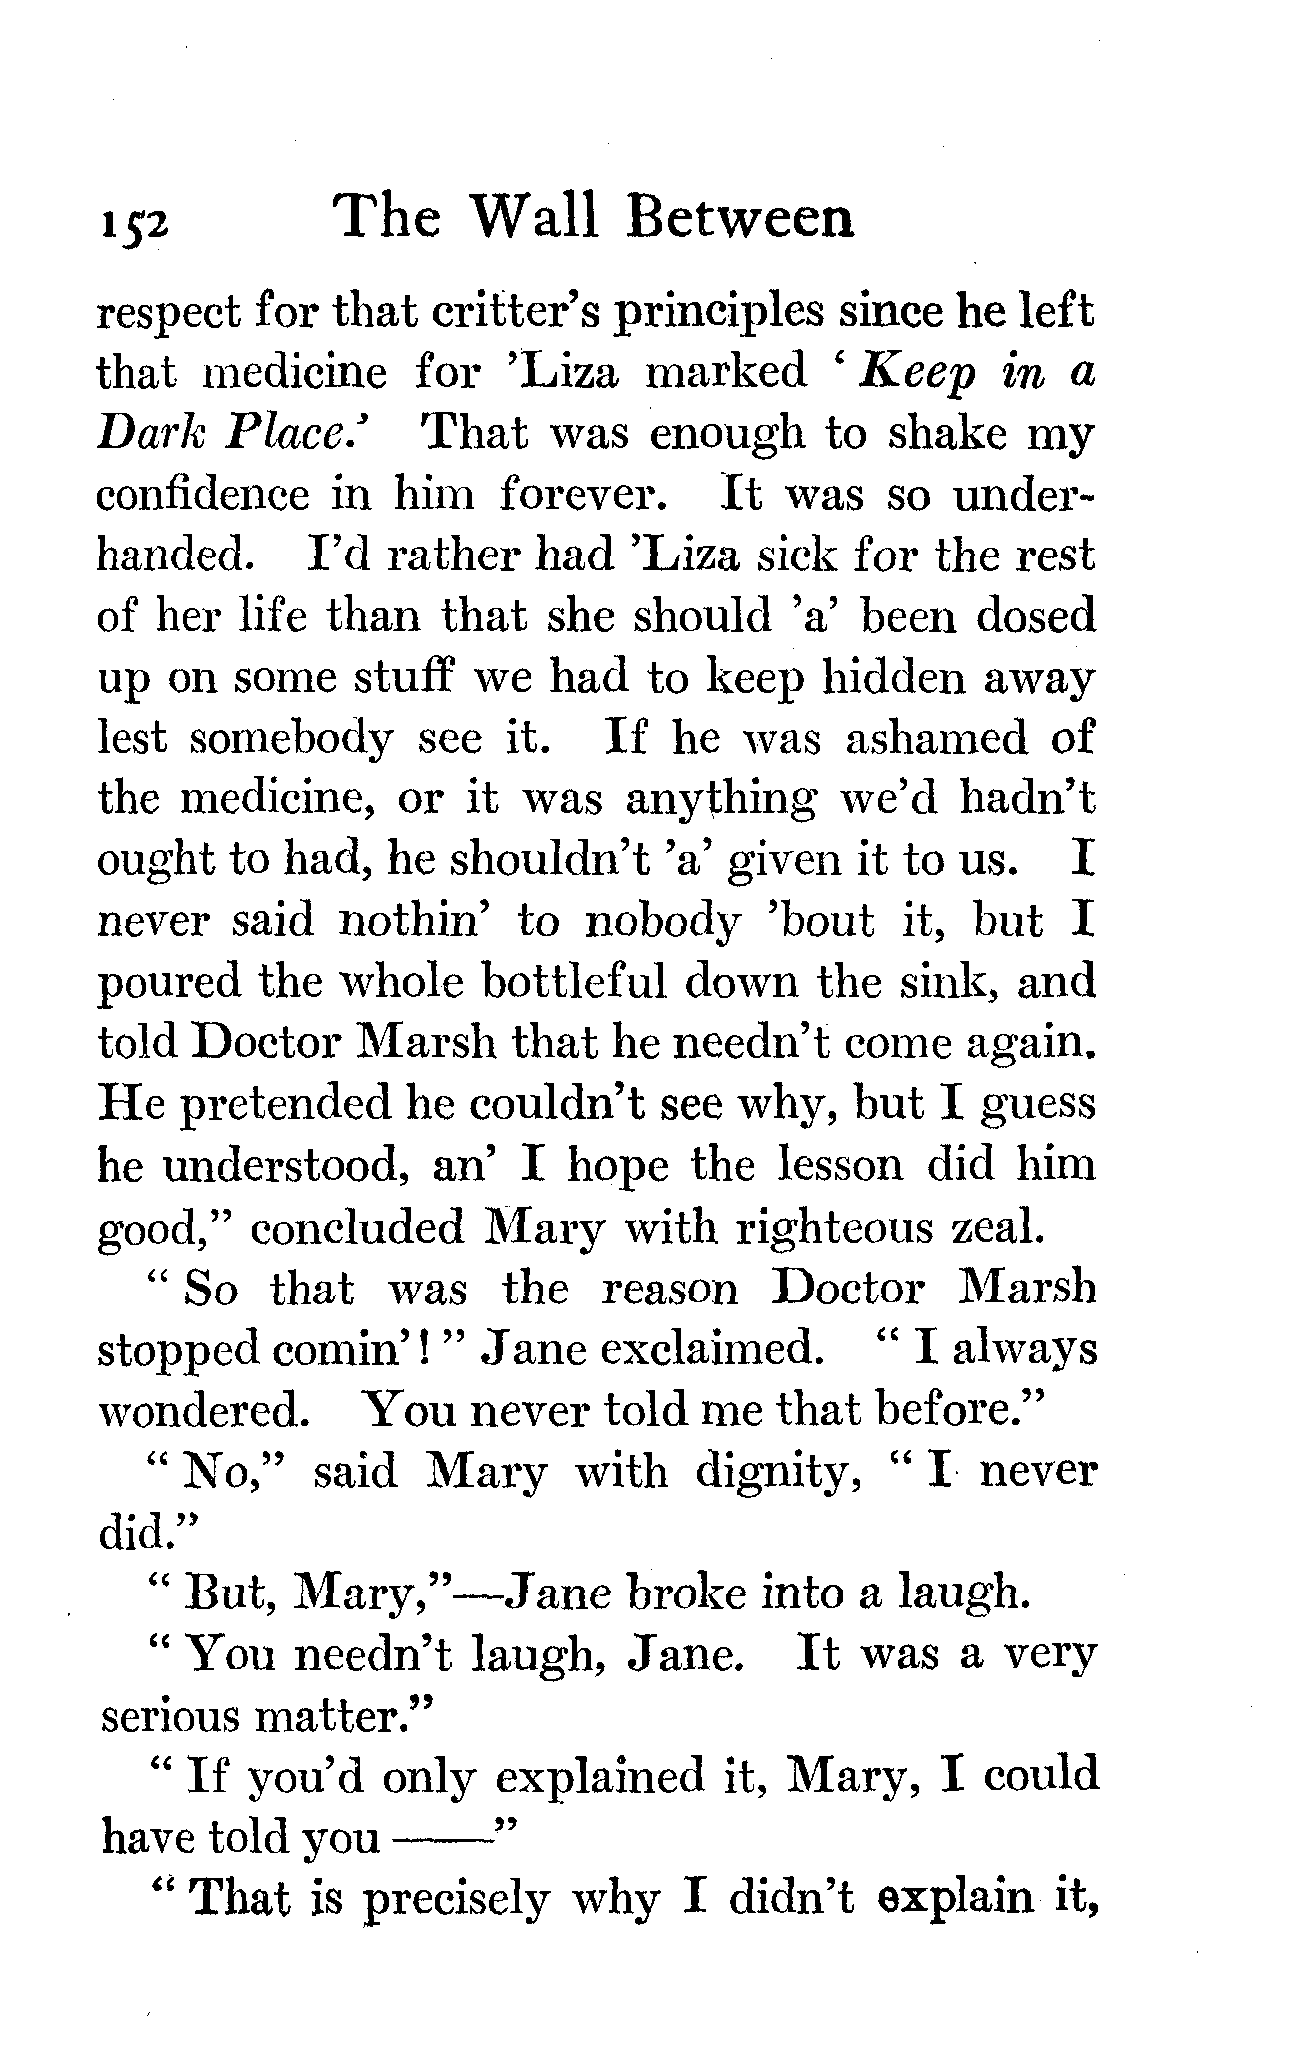 152 The Wall Between
respect for that critter's principles since he left
that medicine for 'Liza marked ' Keep in a
Dark Place.' That was enough to shake my
confidence in him forever. It was so under-
handed. I'd rather had 'Liza sick for the rest
of her life than that she should 'a' been dosed
up on some stuff we had to keep hidden away
lest somebody see it. If he was ashamed of
the medicine, or it was anything we'd hadn't
ought to had, he shouldn't 'a' given it to us. I
never said nothin' to nobody 'bout it, but I
poured the whole bottleful down the sink, and
told Doctor Marsh that he needn't come again.
He pretended he couldn't see why, but I guess
he understood, an' I hope the lesson did him
good," concluded Mary with righteous zeal.
" So that was the reason Doctor Marsh
stopped comin'! " Jane exclaimed. " I always
wondered. You never told me that before."
" No," said Mary with dignity, " I never
did."
" But, Mary,"—Jane broke into a laugh.
" You needn't laugh, Jane. It was a very
serious matter."
" If you'd only explained it, Mary, I could
have told you ——"
" That is precisely why I didn't explain it,